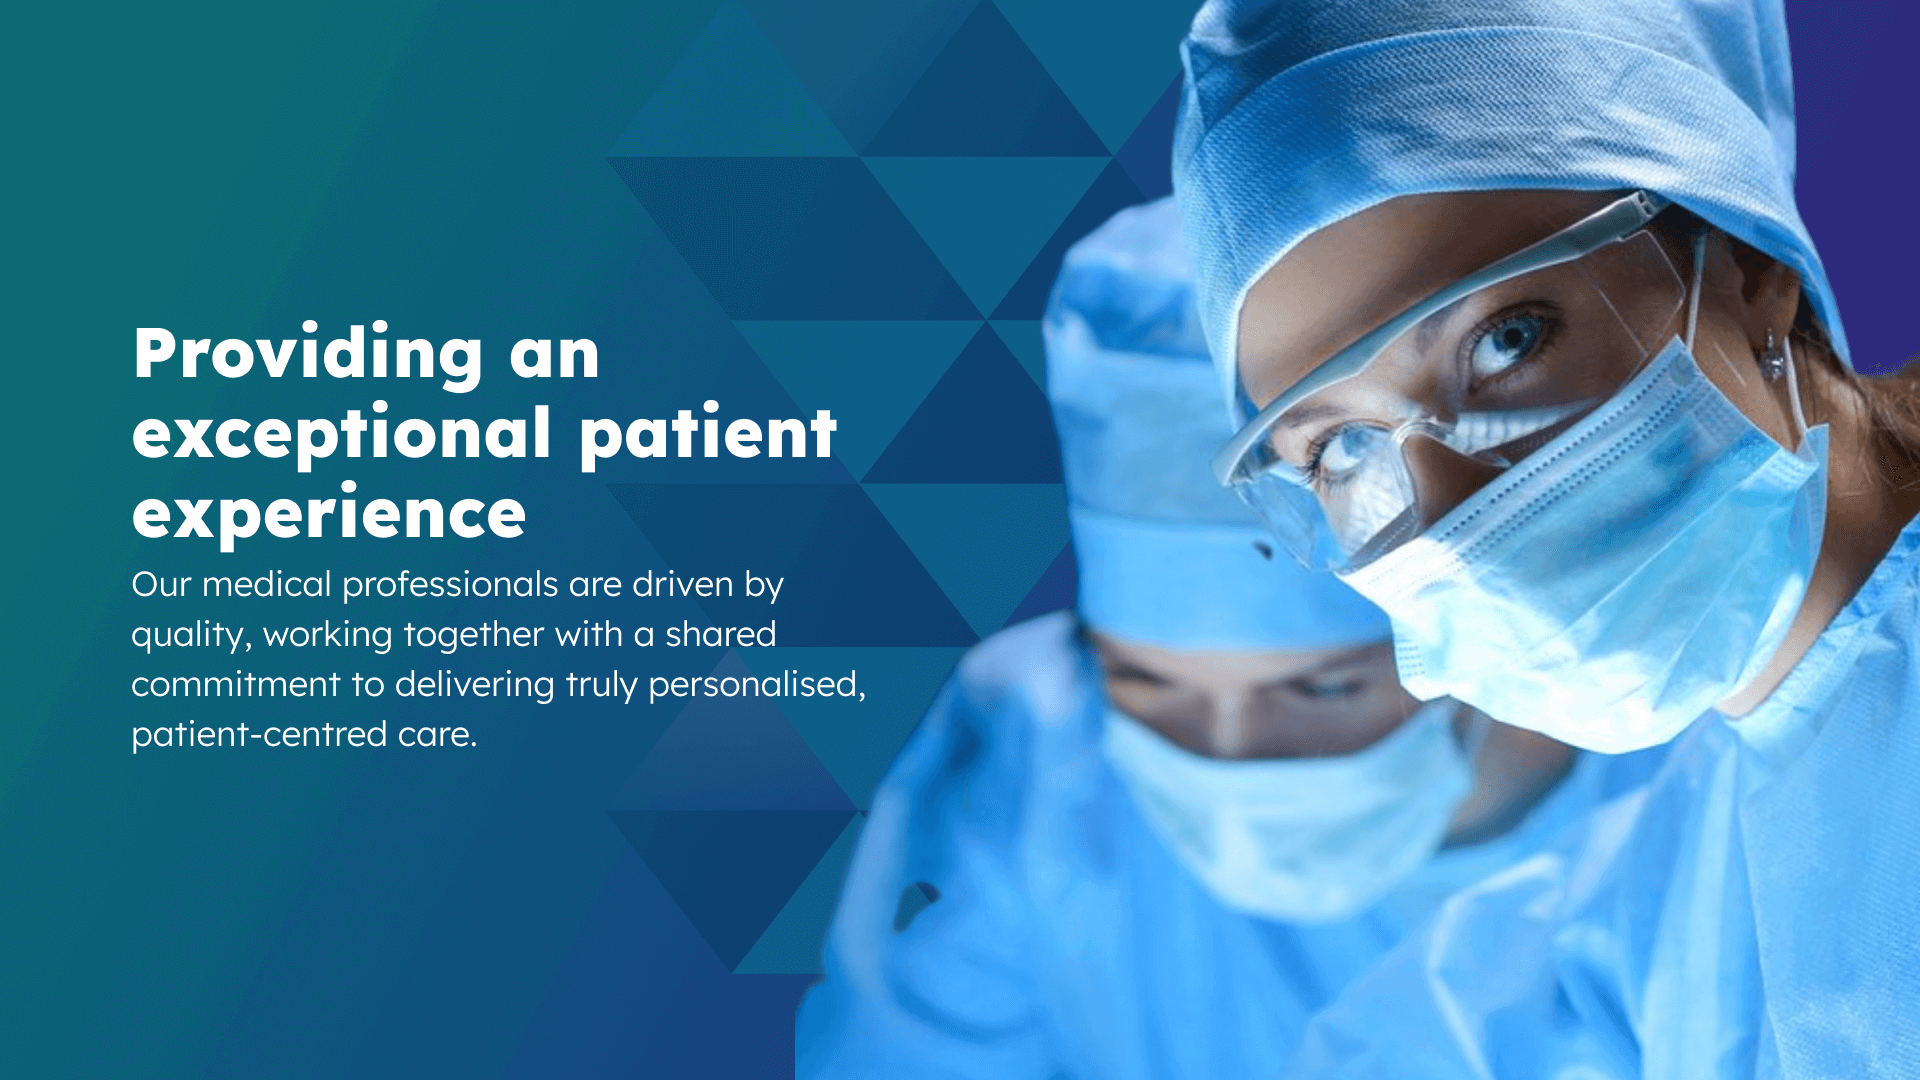 Providing an
exceptional patient
experience
Our medical professionals are driven by
quality, working together with a shared
commitment to delivering truly personalised,
patient-centred care.